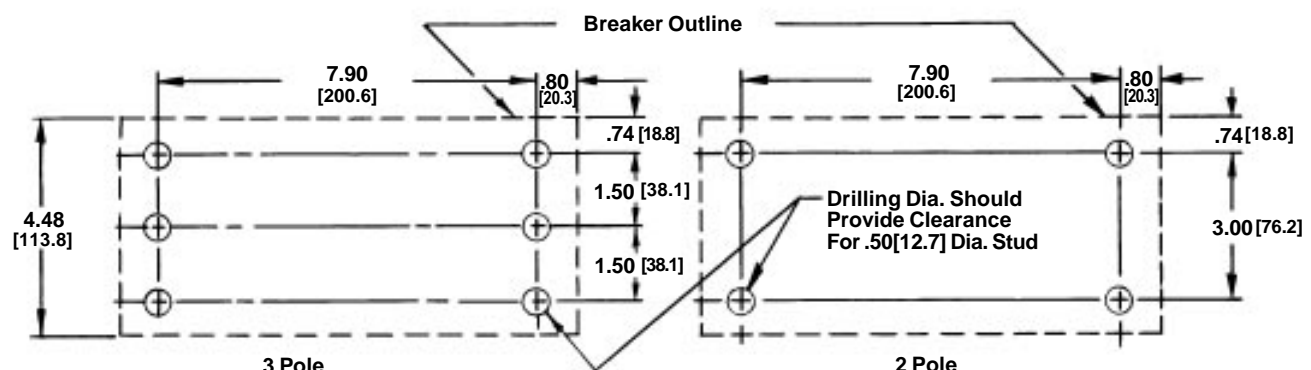 Breaker Outline
7.90
[200.6]
.80
[20.3]
.74 [18.8]
1.50 [38.1]
4.48
[113.8]
1.50 [38.1]
3 Pole
7.90
[200.6]
.80
[20.3]
.74 [18.8]
Drilling Dia. Should
Provide Clearance
For .50[12.7] Dia. Stud
3.00 [76.2]
2 Pole